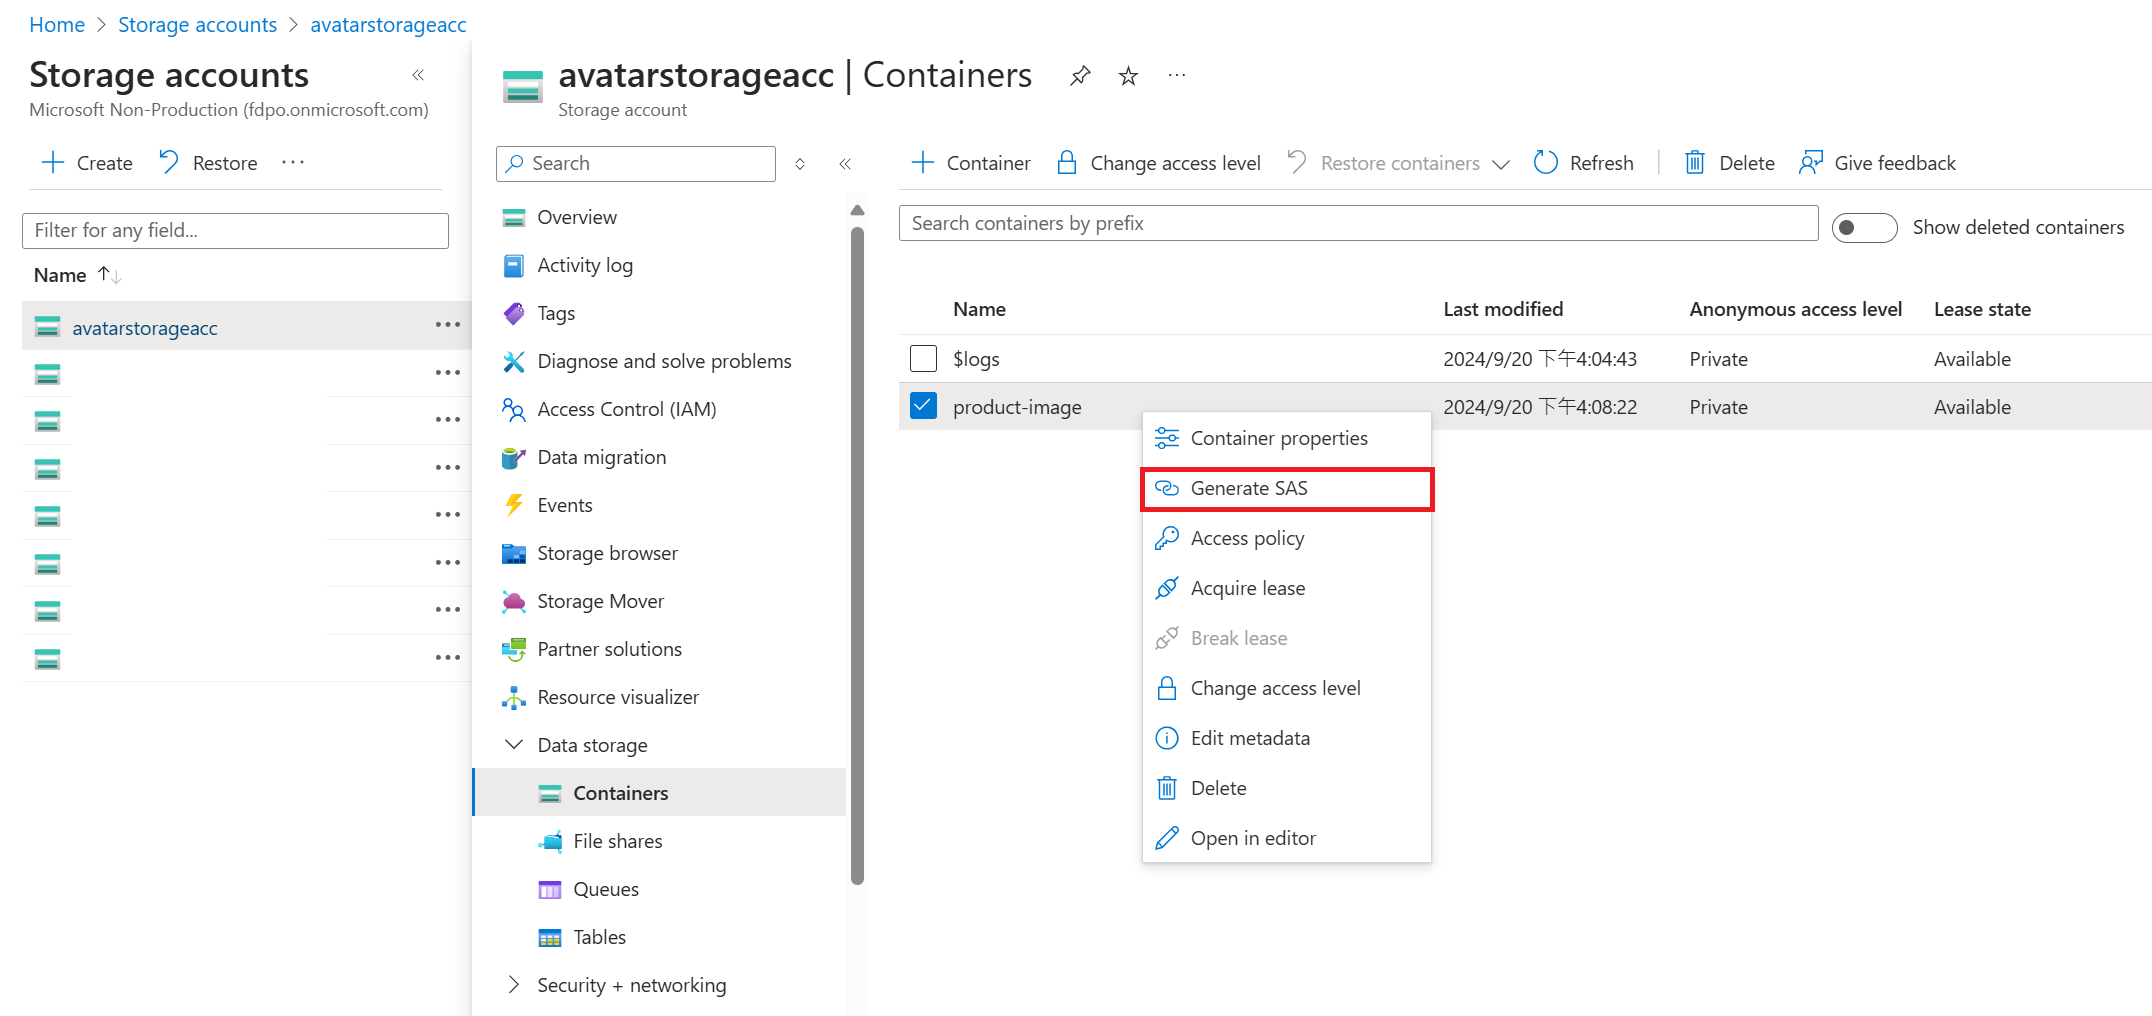 Home > Storage accounts > avatarstorageacc
Storage accounts «
Microsoft Non-Production (fdpo.onmicrosoft.com)
Create Restore ···
Filter for any field...
Name ↑↓
avatarstorageacc
avatarstorageacc | Containers
Storage account
Search
Overview
Activity log
Tags
Diagnose and solve problems
Access Control (IAM)
Data migration
Events
Storage browser
Storage Mover
Partner solutions
Resource visualizer
Data storage
Containers
File shares
Queues
Tables
Security + networking
Container Change access level Restore containers Refresh Delete Give feedback
Search containers by prefix
Show deleted containers
Name Last modified Anonymous access level Lease state
$logs 2024/9/20 下午4:04:43 Private Available
product-image 2024/9/20 下午4:08:22 Private Available
Container properties
Generate SAS
Access policy
Acquire lease
Break lease
Change access level
Edit metadata
Delete
Open in editor